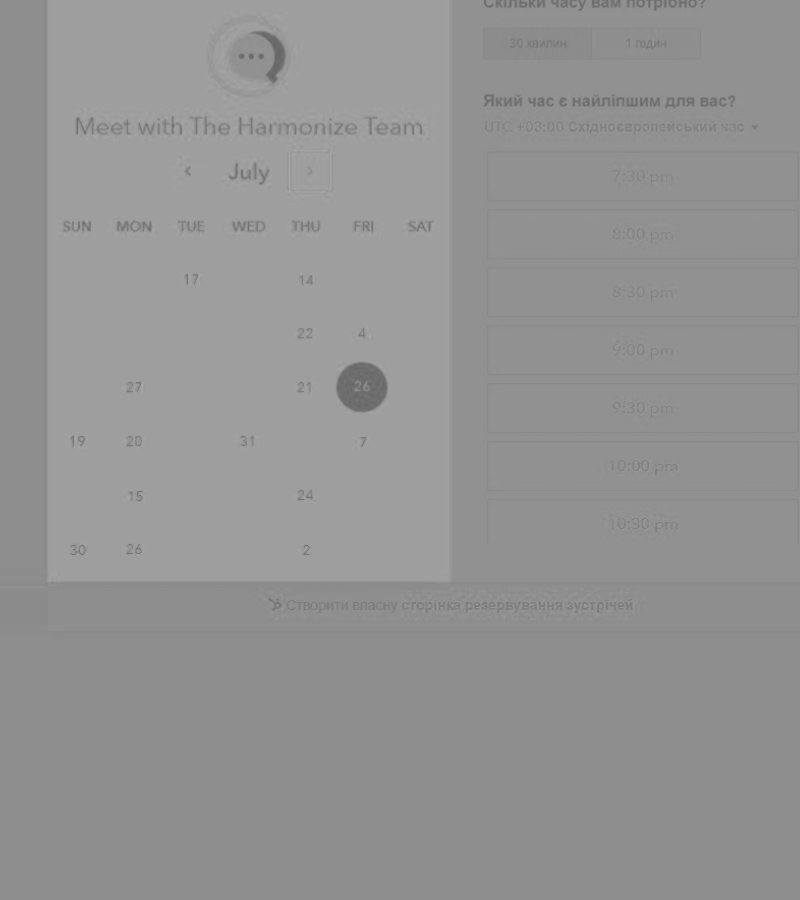 Скільки часу вам потрібно?
30 хвилин 1 годин
Meet with The Harmonize Team
Який час є найліпшим для вас?
UTC +03:00 Східноєвропейський час
July
7:30 pm
SUN MON TUE WED THU FRI SAT
8:00 pm
17 14
8:30 pm
22 4
9:00 pm
27 21 26
9:30 pm
19 20 31 7
10:00 pm
15 24
10:30 pm
30 26 2
Створити власну сторінка резервування зустрічей